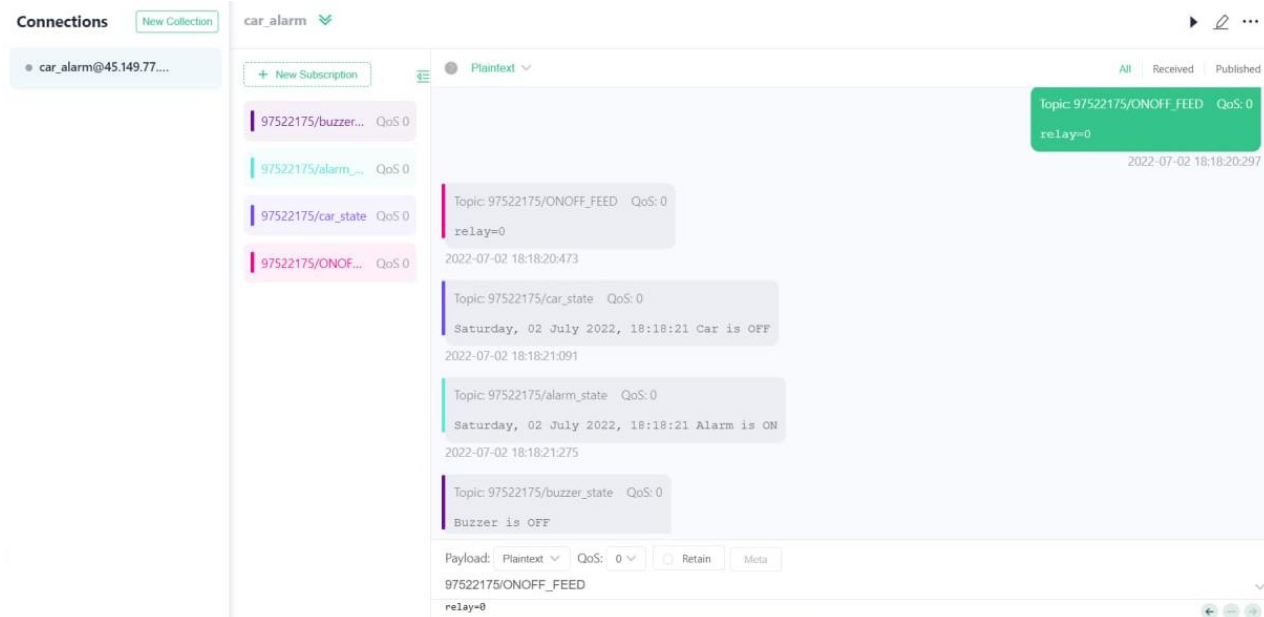 Connections
New Collection
car_alarm@45.149.77....
car_alarm
+ New Subscription
97522175/buzzer... QoS 0
97522175/alarm_... QoS 0
97522175/car_state QoS 0
97522175/ONOF... QoS 0
Plaintext
All Received Published
Topic: 97522175/ONOFF_FEED QoS: 0
relay=0
2022-07-02 18:18:20:297
Topic: 97522175/ONOFF_FEED QoS: 0
relay=0
2022-07-02 18:18:20:473
Topic: 97522175/car_state QoS: 0
Saturday, 02 July 2022, 18:18:21 Car is OFF
2022-07-02 18:18:21:091
Topic: 97522175/alarm_state QoS: 0
Saturday, 02 July 2022, 18:18:21 Alarm is ON
2022-07-02 18:18:21:275
Topic: 97522175/buzzer_state QoS: 0
Buzzer is OFF
Payload: Plaintext QoS: 0 Retain Meta
97522175/ONOFF_FEED
relay=0